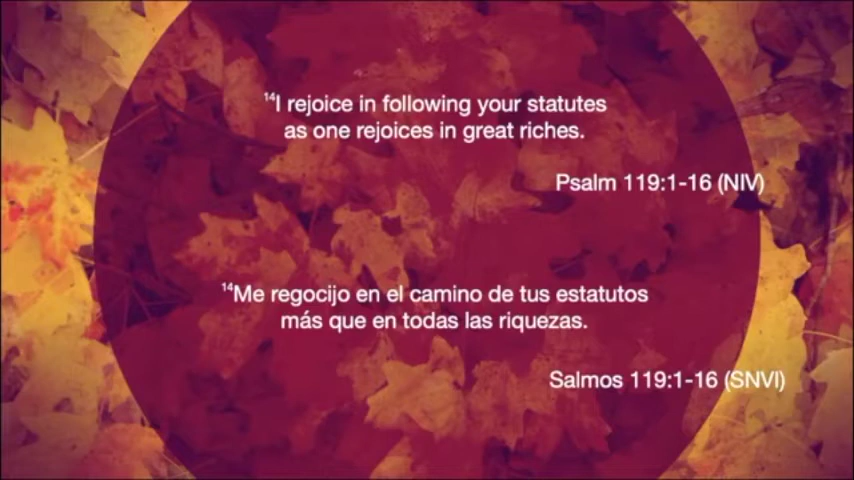 ¹⁴I rejoice in following your statutes
as one rejoices in great riches.
Psalm 119:1-16 (NIV)
¹⁴Me regocijo en el camino de tus estatutos
más que en todas las riquezas.
Salmos 119:1-16 (SNVI)